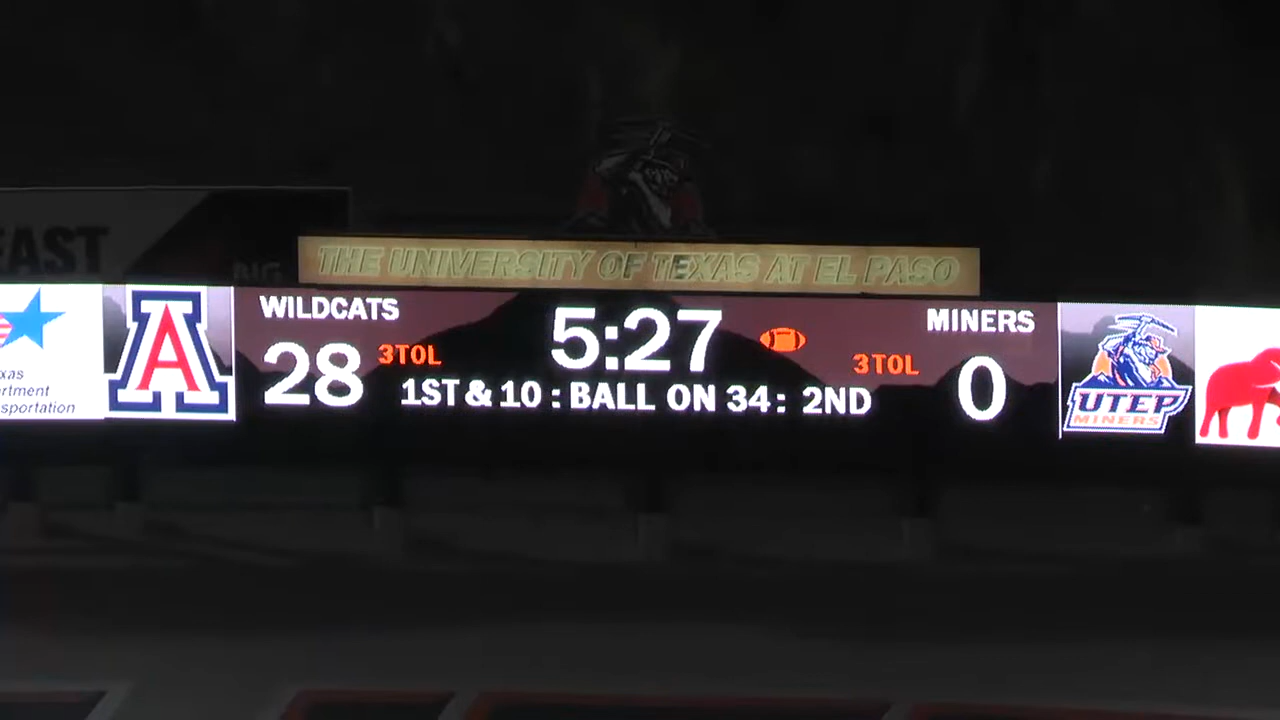 EAST
BIG
THE UNIVERSITY OF TEXAS AT EL PASO
WILDCATS
5:27
MINERS
28
3TOL
3TOL
0
1ST & 10 : BALL ON 34 : 2ND
A
UTEP
MINERS
xas
rtment
sportation